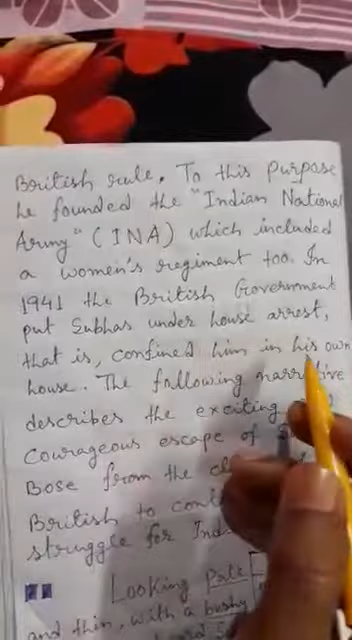 British rule. To this purpose
he founded the "Indian National
Army" (INA) which included
a women's regiment too. In
1941 the British Government
put Subhas under house arrest,
that is, confined him in his own
house. The following narrative
describes the exciting
courageous escape of
Bose from the
British to
struggle for
Looking Pale
and thin, with a bushy